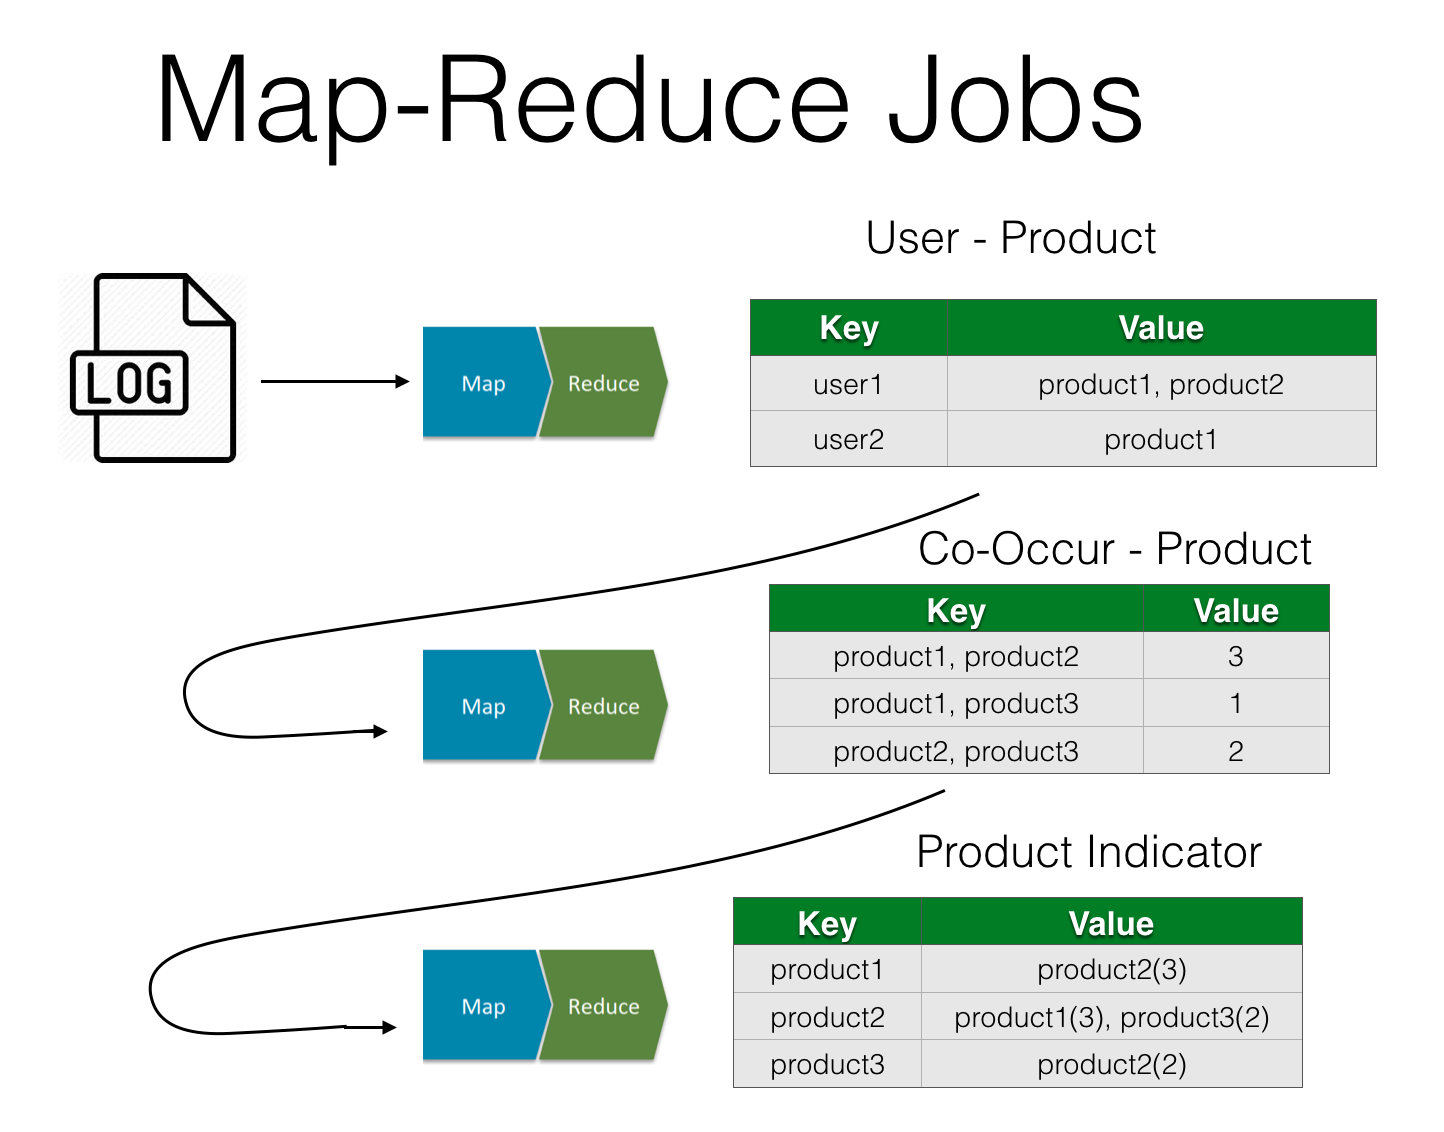 Map-Reduce Jobs
User - Product
LOG
Map Reduce
Key Value
user1 product1, product2
user2 product1
Co-Occur - Product
Map Reduce
Key Value
product1, product2 3
product1, product3 1
product2, product3 2
Product Indicator
Map Reduce
Key Value
product1 product2(3)
product2 product1(3), product3(2)
product3 product2(2)